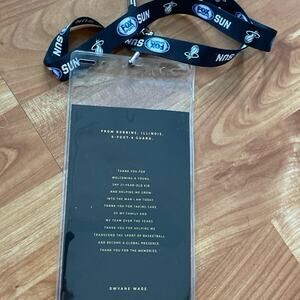 FOX
SUN
FOX
SUN
SUN
FROM ROBBINS, ILLINOIS,
6-FOOT-4 GUARD.
THANK YOU FOR
WELCOMING A YOUNG,
SHY 21-YEAR-OLD KID
AND HELPING ME GROW
INTO THE MAN I AM TODAY
THANK YOU FOR TAKING CARE
OF MY FAMILY AND
MY TEAM OVER THE YEARS
THANK YOU FOR HELPING ME
TRANSCEND THE SPORT OF BASKETBALL
AND BECOME A GLOBAL PRESENCE
THANK YOU FOR THE MEMORIES
DWYANE WADE